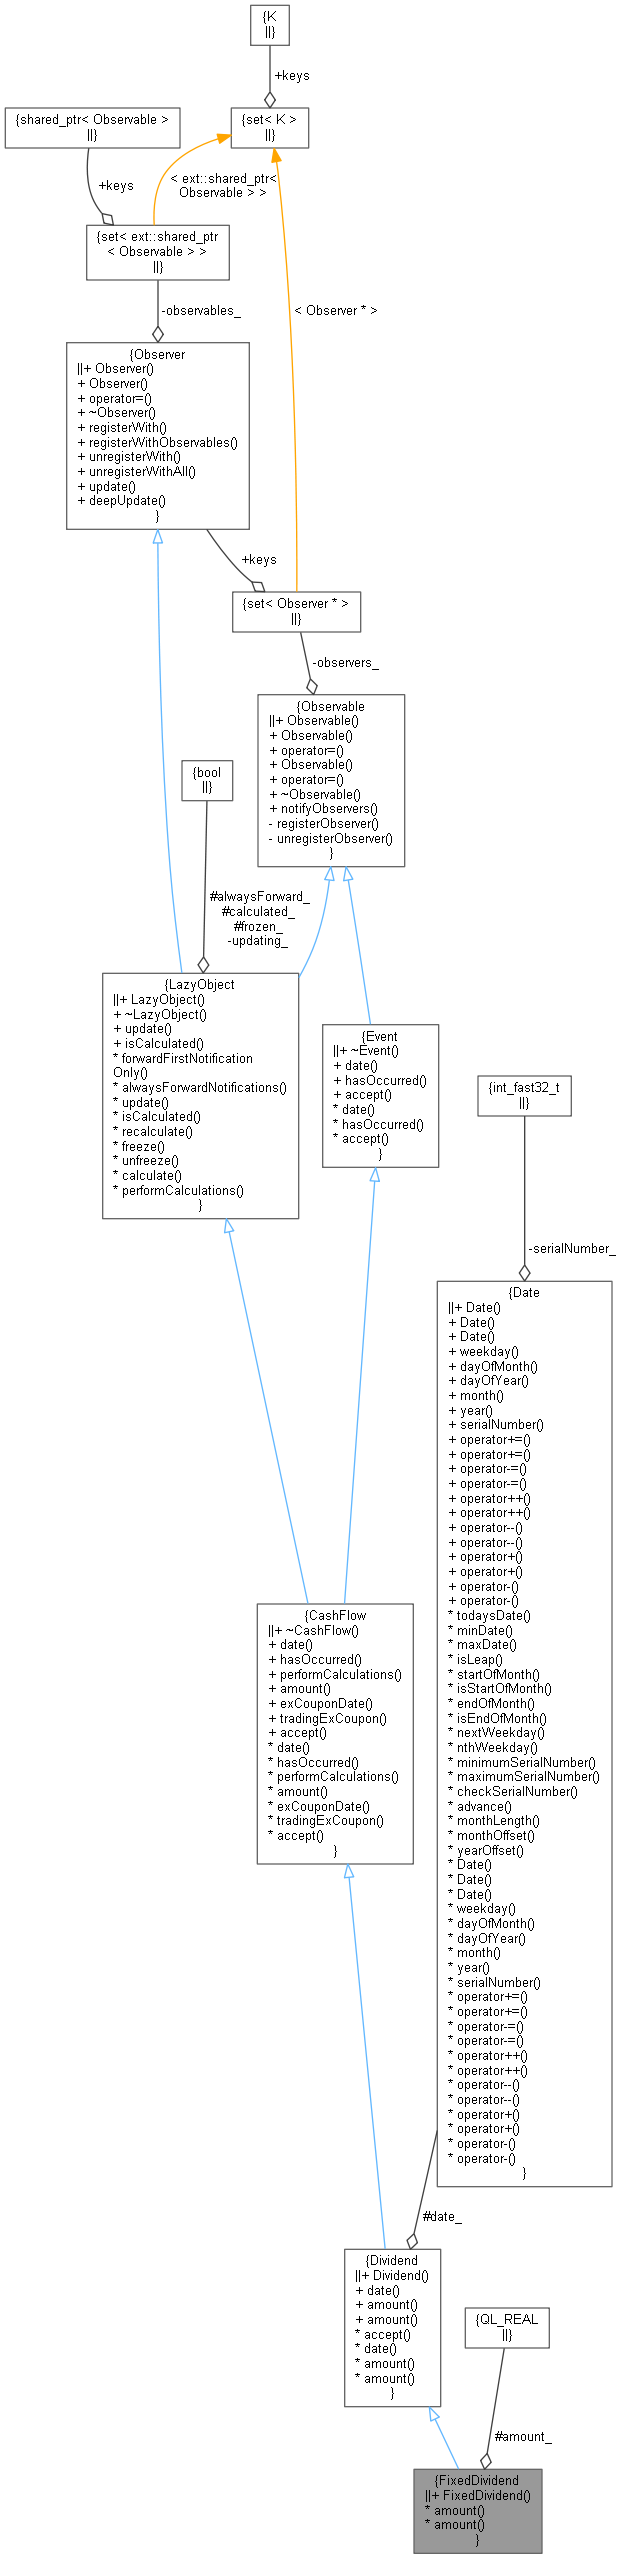 {K
||}
+keys
{shared_ptr< Observable >
||}
{set< K >
||}
+keys
< ext::shared_ptr<
Observable > >
{set< ext::shared_ptr
< Observable > >
||}
-observables_
< Observer * >
{Observer
||+ Observer()
+ Observer()
+ operator=()
+ ~Observer()
+ registerWith()
+ registerWithObservables()
+ unregisterWith()
+ unregisterWithAll()
+ update()
+ deepUpdate()
}
+keys
{set< Observer * >
||}
-observers_
{Observable
||+ Observable()
+ Observable()
+ operator=()
+ Observable()
+ operator=()
+ ~Observable()
+ notifyObservers()
- registerObserver()
- unregisterObserver()
}
{bool
||}
#alwaysForward_
#calculated_
#frozen_
-updating_
{LazyObject
||+ LazyObject()
+ ~LazyObject()
+ update()
+ isCalculated()
* forwardFirstNotification
Only()
* alwaysForwardNotifications()
* update()
* isCalculated()
* recalculate()
* freeze()
* unfreeze()
* calculate()
* performCalculations()
}
{Event
||+ ~Event()
+ date()
+ hasOccurred()
+ accept()
* date()
* hasOccurred()
* accept()
}
{int_fast32_t
||}
-serialNumber_
{Date
||+ Date()
+ Date()
+ Date()
+ weekday()
+ dayOfMonth()
+ dayOfYear()
+ month()
+ year()
+ serialNumber()
+ operator+=()
+ operator+=()
+ operator-=()
+ operator-=()
+ operator++()
+ operator++()
+ operator--()
+ operator--()
+ operator+()
+ operator+()
+ operator-()
+ operator-()
* todaysDate()
* minDate()
* maxDate()
* isLeap()
* startOfMonth()
* isStartOfMonth()
* endOfMonth()
* isEndOfMonth()
* nextWeekday()
* nthWeekday()
* minimumSerialNumber()
* maximumSerialNumber()
* checkSerialNumber()
* advance()
* monthLength()
* monthOffset()
* yearOffset()
* Date()
* Date()
* Date()
* weekday()
* dayOfMonth()
* dayOfYear()
* month()
* year()
* serialNumber()
* operator+=()
* operator+=()
* operator-=()
* operator-=()
* operator++()
* operator++()
* operator--()
* operator--()
* operator+()
* operator+()
* operator-()
* operator-()
}
{CashFlow
||+ ~CashFlow()
+ date()
+ hasOccurred()
+ performCalculations()
+ amount()
+ exCouponDate()
+ tradingExCoupon()
+ accept()
* date()
* hasOccurred()
* performCalculations()
* amount()
* exCouponDate()
* tradingExCoupon()
* accept()
}
#date_
{Dividend
||+ Dividend()
+ date()
+ amount()
+ amount()
* accept()
* date()
* amount()
* amount()
}
{QL_REAL
||}
#amount_
{FixedDividend
||+ FixedDividend()
* amount()
* amount()
}